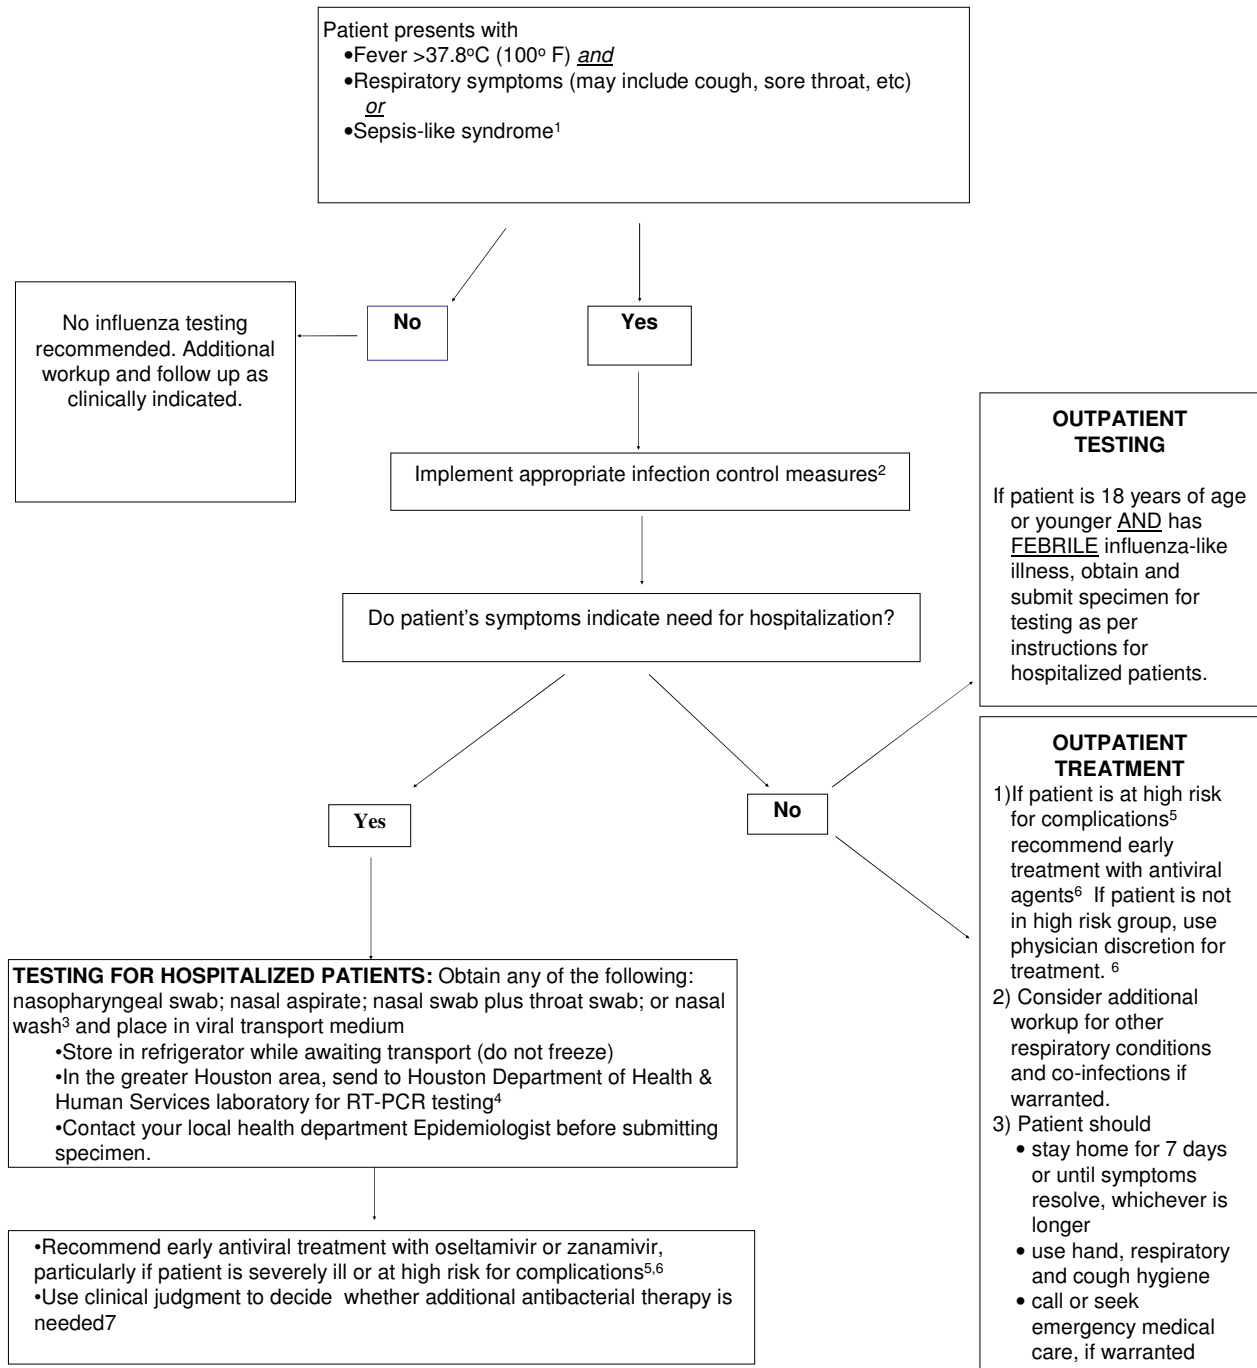 Patient presents with
•Fever >37.8ºC (100º F) and
•Respiratory symptoms (may include cough, sore throat, etc)
or
•Sepsis-like syndrome¹
No
Yes
No influenza testing
recommended. Additional
workup and follow up as
clinically indicated.
Implement appropriate infection control measures²
Do patient’s symptoms indicate need for hospitalization?
OUTPATIENT
TESTING
If patient is 18 years of age
or younger AND has
FEBRILE influenza-like
illness, obtain and
submit specimen for
testing as per
instructions for
hospitalized patients.
Yes
No
OUTPATIENT
TREATMENT
1)If patient is at high risk
for complications⁵
recommend early
treatment with antiviral
agents⁶ If patient is not
in high risk group, use
physician discretion for
treatment. ⁶
2) Consider additional
workup for other
respiratory conditions
and co-infections if
warranted.
3) Patient should
• stay home for 7 days
or until symptoms
resolve, whichever is
longer
• use hand, respiratory
and cough hygiene
• call or seek
emergency medical
care, if warranted
TESTING FOR HOSPITALIZED PATIENTS: Obtain any of the following:
nasopharyngeal swab; nasal aspirate; nasal swab plus throat swab; or nasal
wash³ and place in viral transport medium
•Store in refrigerator while awaiting transport (do not freeze)
•In the greater Houston area, send to Houston Department of Health &
Human Services laboratory for RT-PCR testing⁴
•Contact your local health department Epidemiologist before submitting
specimen.
•Recommend early antiviral treatment with oseltamivir or zanamivir,
particularly if patient is severely ill or at high risk for complications⁵,⁶
•Use clinical judgment to decide whether additional antibacterial therapy is
needed7